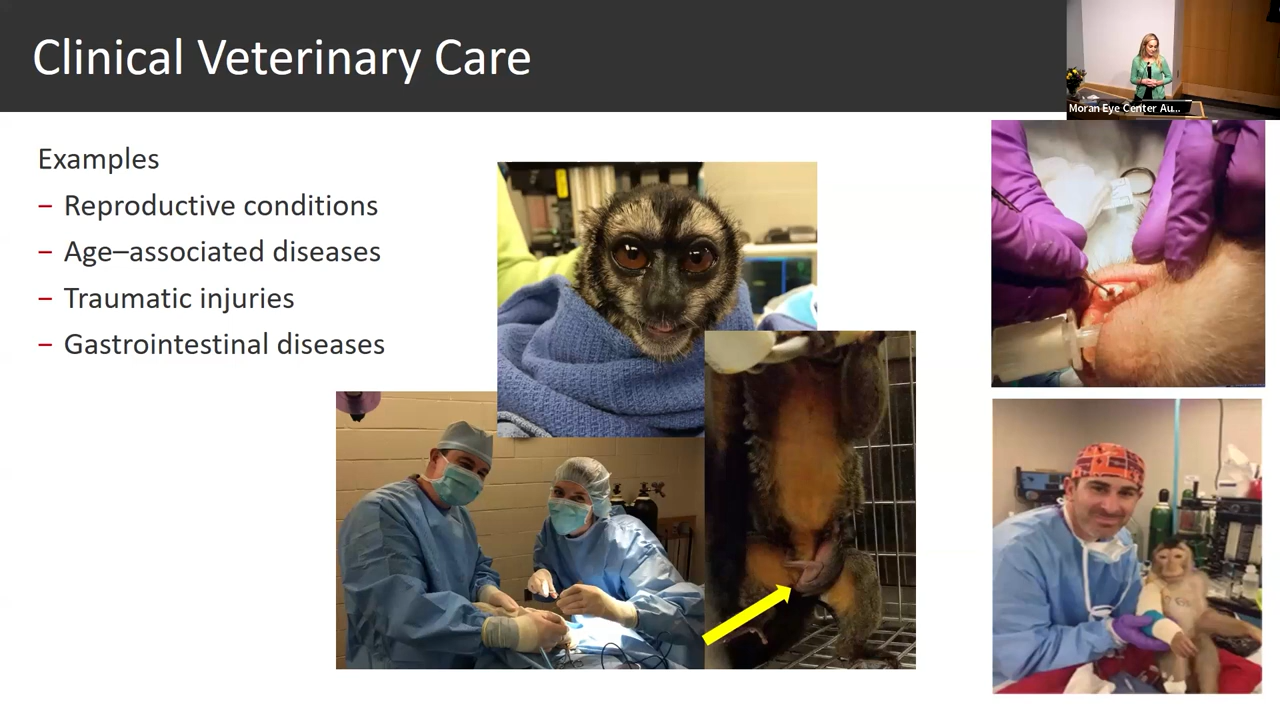 Clinical Veterinary Care
Moran Eye Center Au...
Examples
– Reproductive conditions
– Age–associated diseases
– Traumatic injuries
– Gastrointestinal diseases